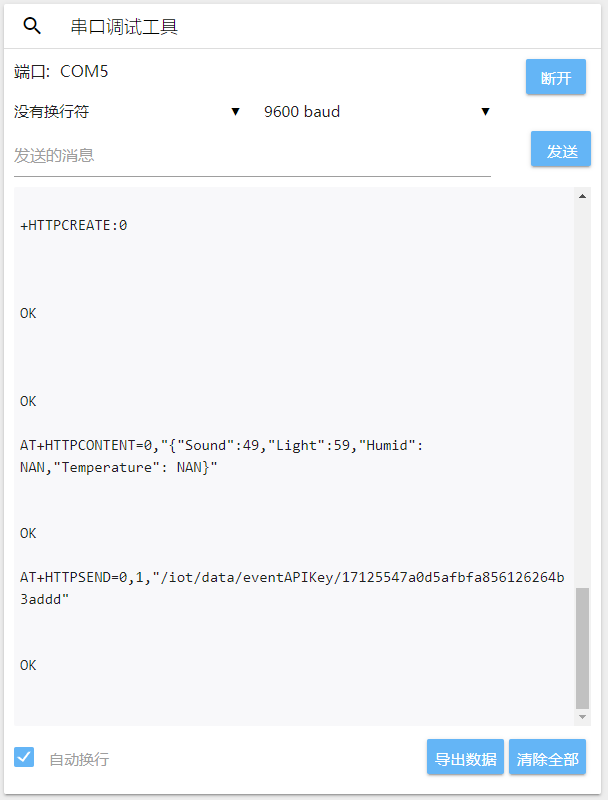 串口调试工具
端口: COM5
断开
没有换行符
9600 baud
发送的消息
发送
+HTTPCREATE:0
OK
OK
AT+HTTPCONTENT=0,"{"Sound":49,"Light":59,"Humid":
NAN,"Temperature": NAN}"
OK
AT+HTTPSEND=0,1,"/iot/data/eventAPIKey/17125547a0d5afbfa856126264b
3addd"
OK
自动换行
导出数据
清除全部